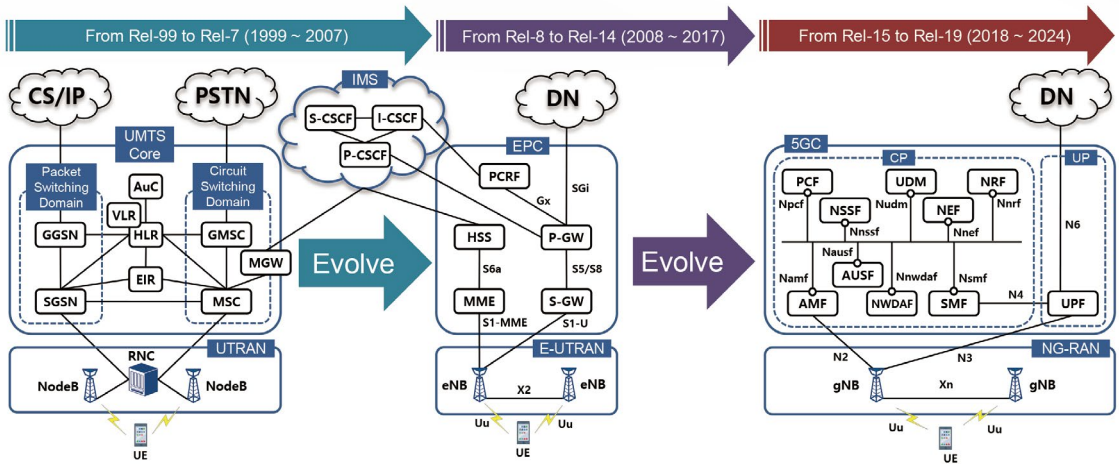 From Rel-99 to Rel-7 (1999 ~ 2007)
From Rel-8 to Rel-14 (2008 ~ 2017)
From Rel-15 to Rel-19 (2018 ~ 2024)
CS/IP
PSTN
UMTS
Core
Packet
Switching
Domain
Circuit
Switching
Domain
AuC
VLR
HLR
GGSN
GMSC
EIR
SGSN
MSC
MGW
UTRAN
RNC
NodeB
NodeB
UE
IMS
S-CSCF
I-CSCF
P-CSCF
Evolve
DN
EPC
PCRF
Gx
SGi
HSS
P-GW
S6a
S5/S8
MME
S-GW
S1-MME
S1-U
E-UTRAN
eNB
X2
eNB
Uu
Uu
UE
Evolve
DN
5GC
CP
UP
PCF
UDM
NRF
Npcf
Nudm
Nnrf
NSSF
NEF
Nnssf
Nnef
N6
Nausf
Namf
AUSF
Nnwdaf
Nsmf
AMF
NWDAF
SMF
N4
UPF
N2
N3
NG-RAN
gNB
Xn
gNB
Uu
Uu
UE